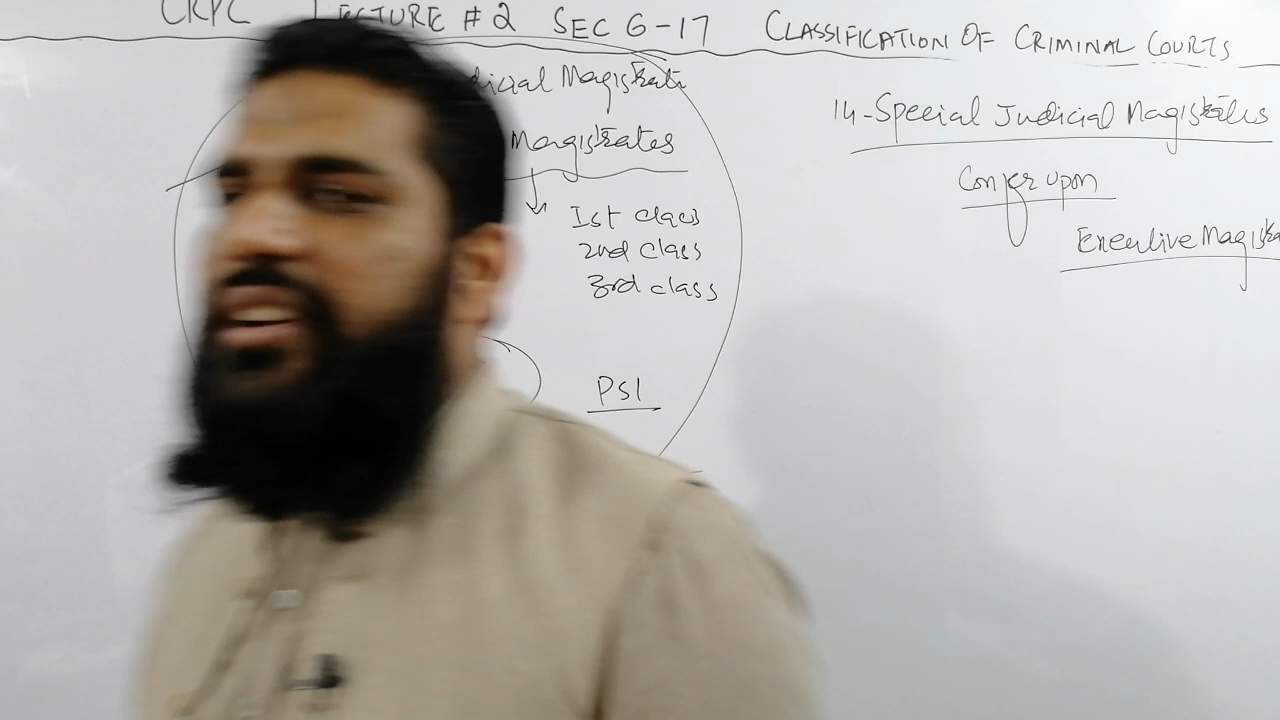 CRPC LECTURE #2 SEC 6-17 CLASSIFICATION OF CRIMINAL COURTS
dicial Magistrate
Magistrates
1st class
2nd class
3rd class
PS1
14-Special Judicial Magistrates
Confer upon
Executive Magistra